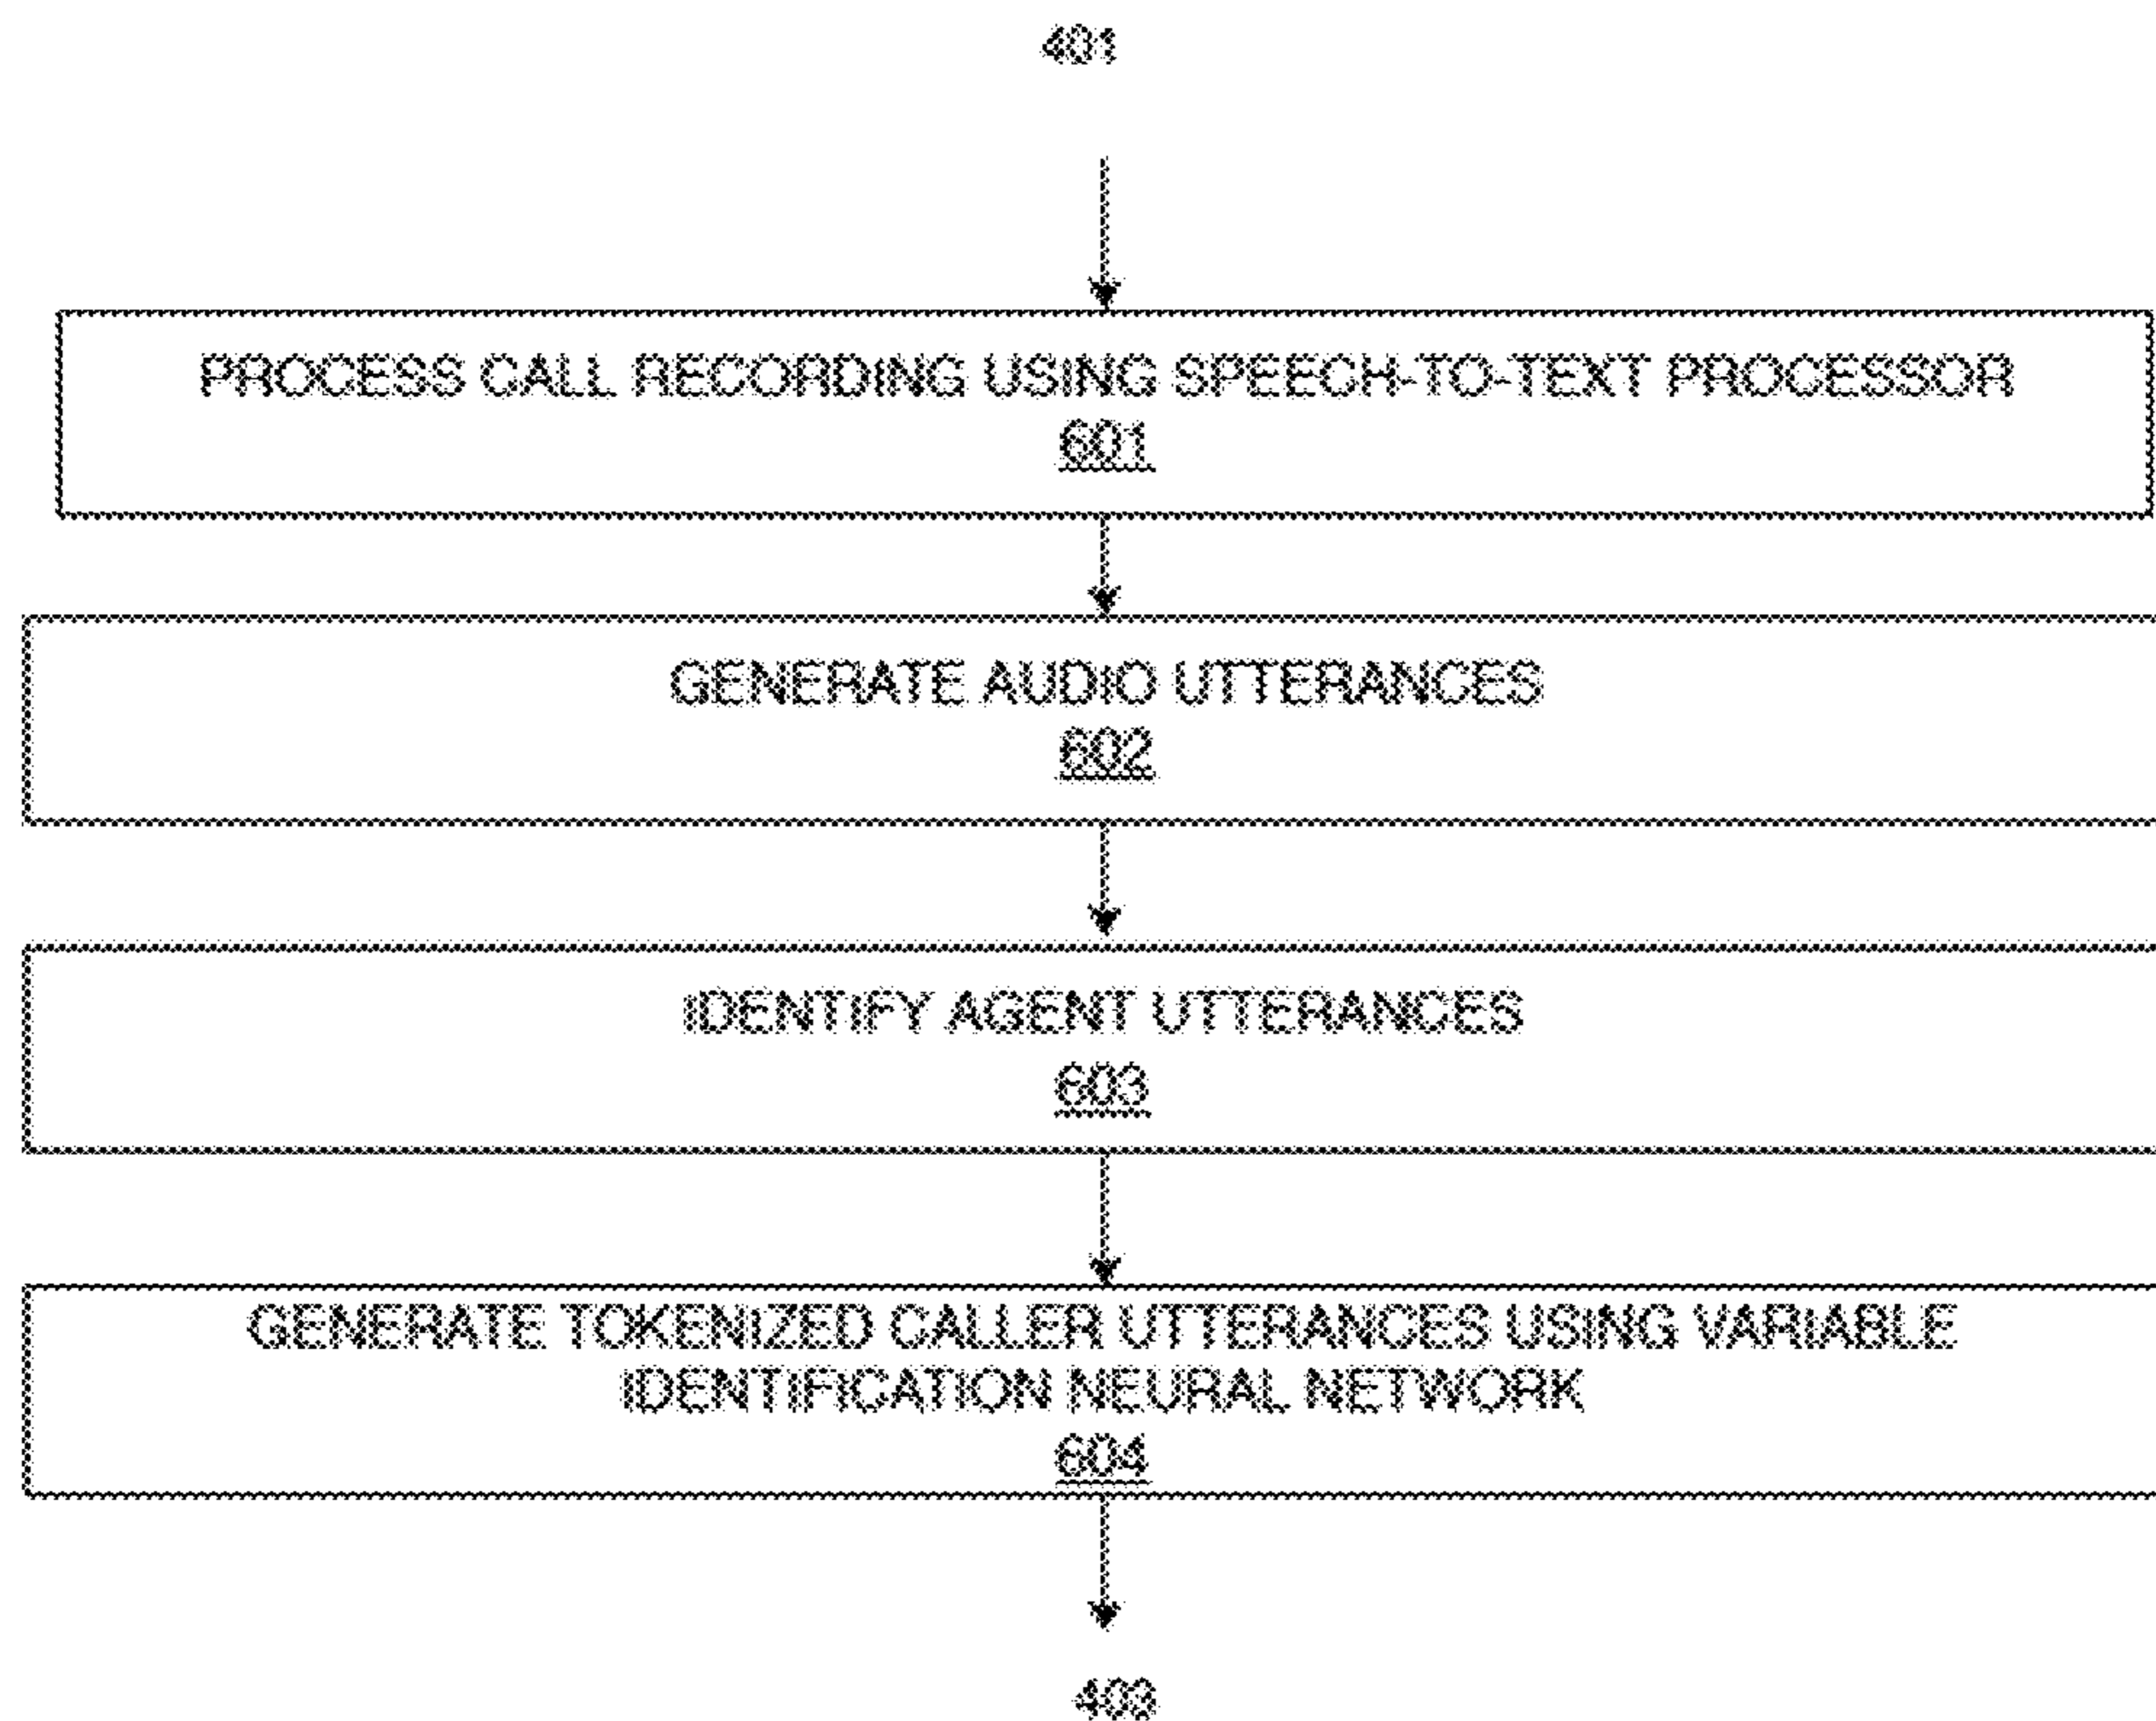 401
PROCESS CALL RECORDING USING SPEECH-TO-TEXT PROCESSOR
601
GENERATE AUDIO UTTERANCES
602
IDENTIFY AGENT UTTERANCES
603
GENERATE TOKENIZED CALLER UTTERANCES USING VARIABLE
IDENTIFICATION NEURAL NETWORK
604
403